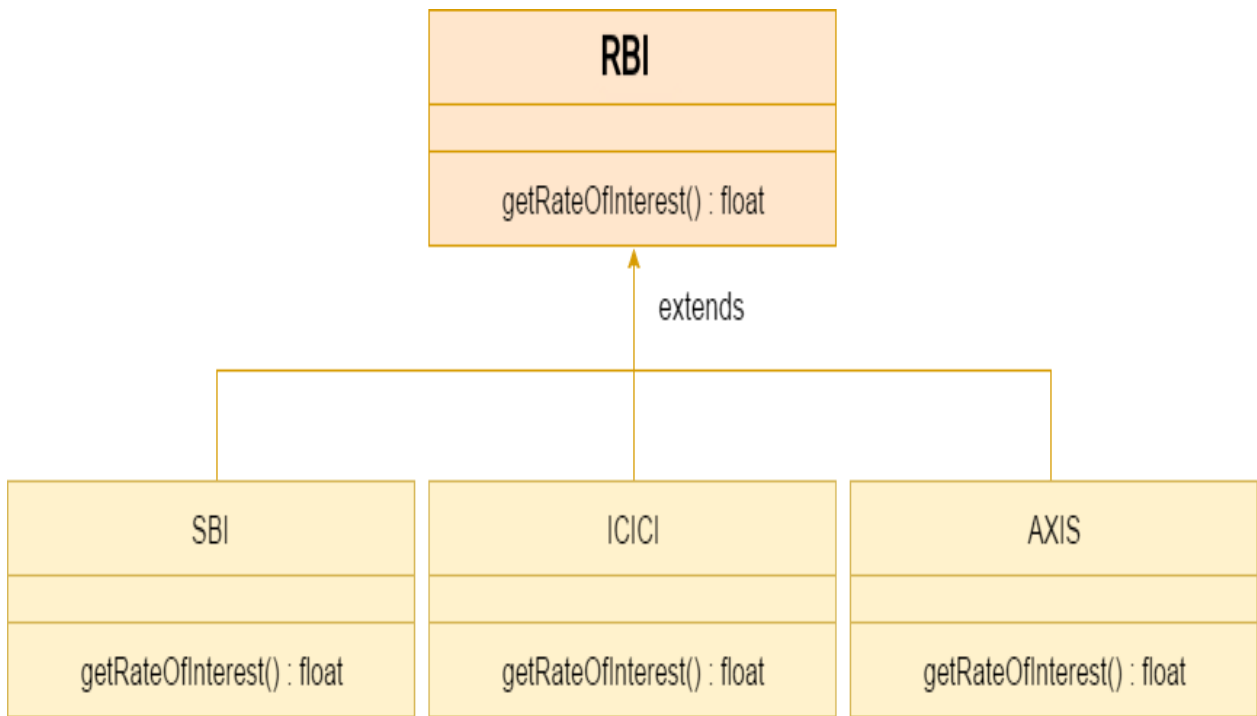 RBI
getRateOfInterest() : float
extends
SBI
getRateOfInterest() : float
ICICI
getRateOfInterest() : float
AXIS
getRateOfInterest() : float